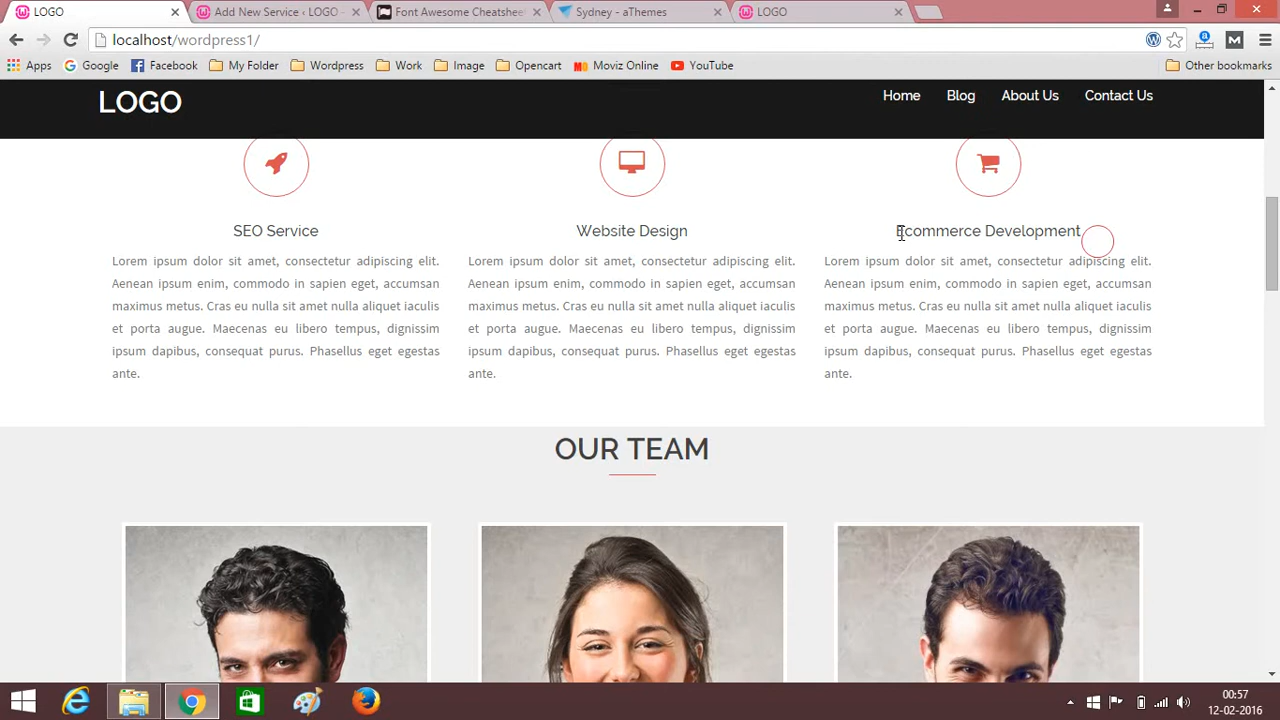 LOGO
Add New Service ‹ LOGO
Font Awesome Cheatshee
Sydney - aThemes
LOGO
localhost/wordpress1/
Apps Google Facebook My Folder Wordpress Work Image Opencart Moviz Online YouTube Other bookmarks
LOGO
Home Blog About Us Contact Us
SEO Service
Lorem ipsum dolor sit amet, consectetur adipiscing elit.
Aenean ipsum enim, commodo in sapien eget, accumsan
maximus metus. Cras eu nulla sit amet nulla aliquet iaculis
et porta augue. Maecenas eu libero tempus, dignissim
ipsum dapibus, consequat purus. Phasellus eget egestas
ante.
Website Design
Lorem ipsum dolor sit amet, consectetur adipiscing elit.
Aenean ipsum enim, commodo in sapien eget, accumsan
maximus metus. Cras eu nulla sit amet nulla aliquet iaculis
et porta augue. Maecenas eu libero tempus, dignissim
ipsum dapibus, consequat purus. Phasellus eget egestas
ante.
Ecommerce Development
Lorem ipsum dolor sit amet, consectetur adipiscing elit.
Aenean ipsum enim, commodo in sapien eget, accumsan
maximus metus. Cras eu nulla sit amet nulla aliquet iaculis
et porta augue. Maecenas eu libero tempus, dignissim
ipsum dapibus, consequat purus. Phasellus eget egestas
ante.
OUR TEAM
00:57
12-02-2016